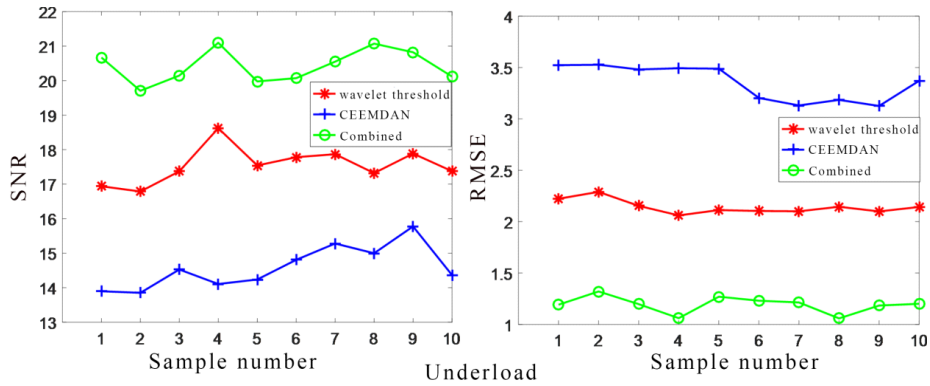 22
21
20
19
18
17
16
15
14
13
SNR
wavelet threshold
CEEMDAN
Combined
1 2 3 4 5 6 7 8 9 10
Sample number
4
3.5
3
2.5
2
1.5
1
RMSE
wavelet threshold
CEEMDAN
Combined
1 2 3 4 5 6 7 8 9 10
Sample number
Underload